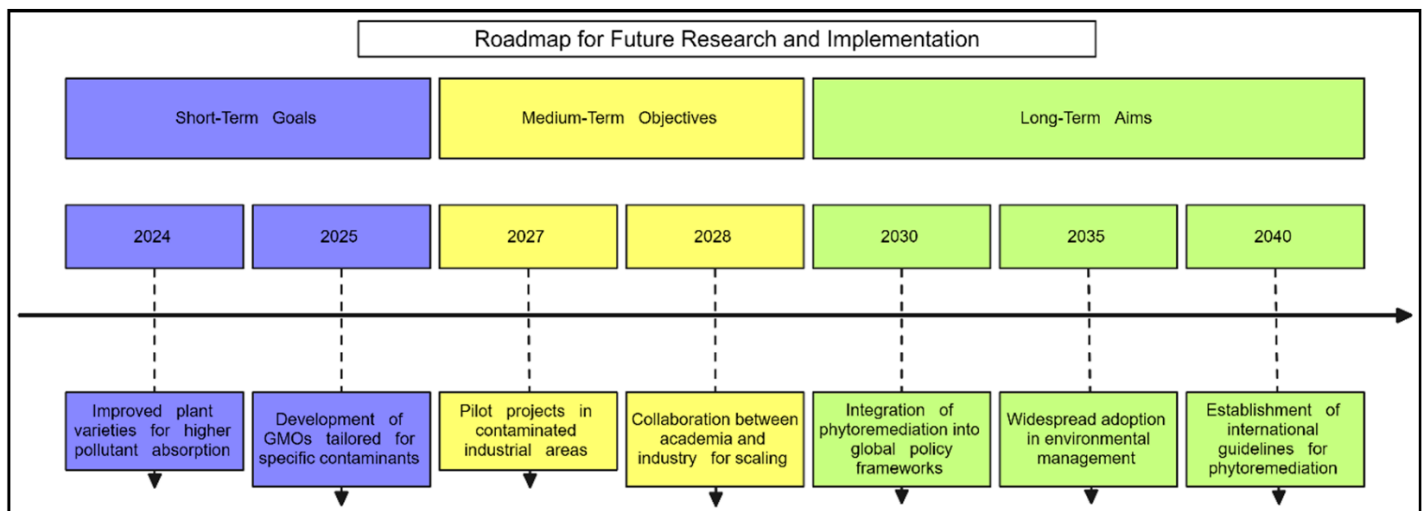 Roadmap for Future Research and Implementation
Short-Term Goals
Medium-Term Objectives
Long-Term Aims
2024
2025
2027
2028
2030
2035
2040
Improved plant
varieties for higher
pollutant absorption
Development of
GMOs tailored for
specific contaminants
Pilot projects in
contaminated
industrial areas
Collaboration between
academia and
industry for scaling
Integration of
phytoremediation into
global policy
frameworks
Widespread adoption
in environmental
management
Establishment of
international
guidelines for
phytoremediation